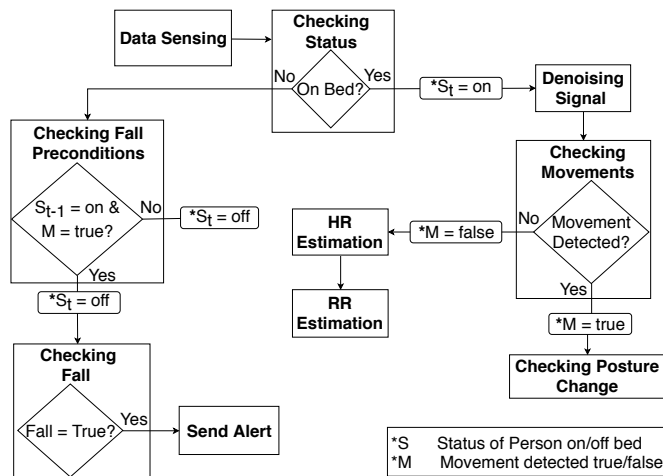 Data Sensing
Checking
Status
On Bed?
No
Yes
*St = on
Denoising
Signal
Checking Fall
Preconditions
St-1 = on &
M = true?
No
*St = off
Yes
*St = off
Checking
Movements
Movement
Detected?
No
*M = false
HR
Estimation
RR
Estimation
Yes
*M = true
Checking Posture
Change
Checking
Fall
Fall = True?
Yes
Send Alert
*S Status of Person on/off bed
*M Movement detected true/false